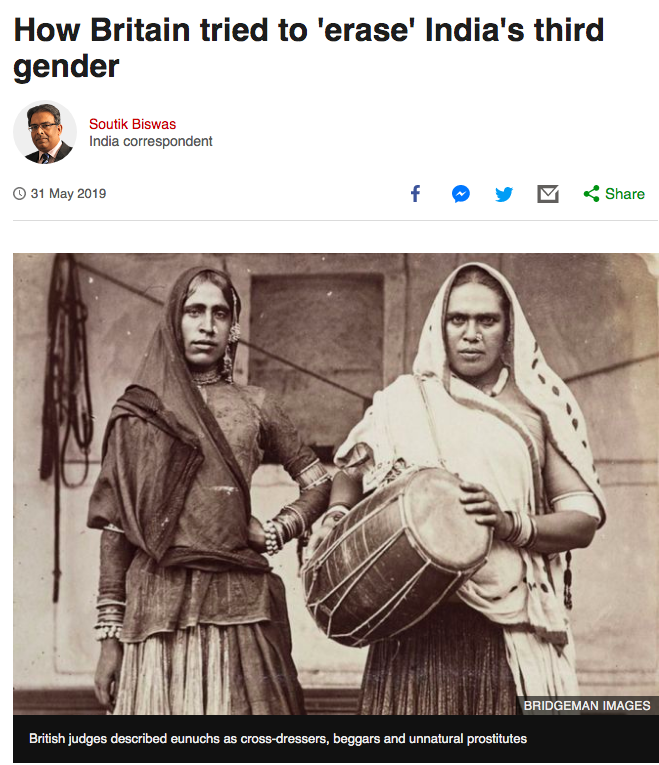 How Britain tried to 'erase' India's third
gender
Soutik Biswas
India correspondent
31 May 2019
Share
BRIDGEMAN IMAGES
British judges described eunuchs as cross-dressers, beggars and unnatural prostitutes